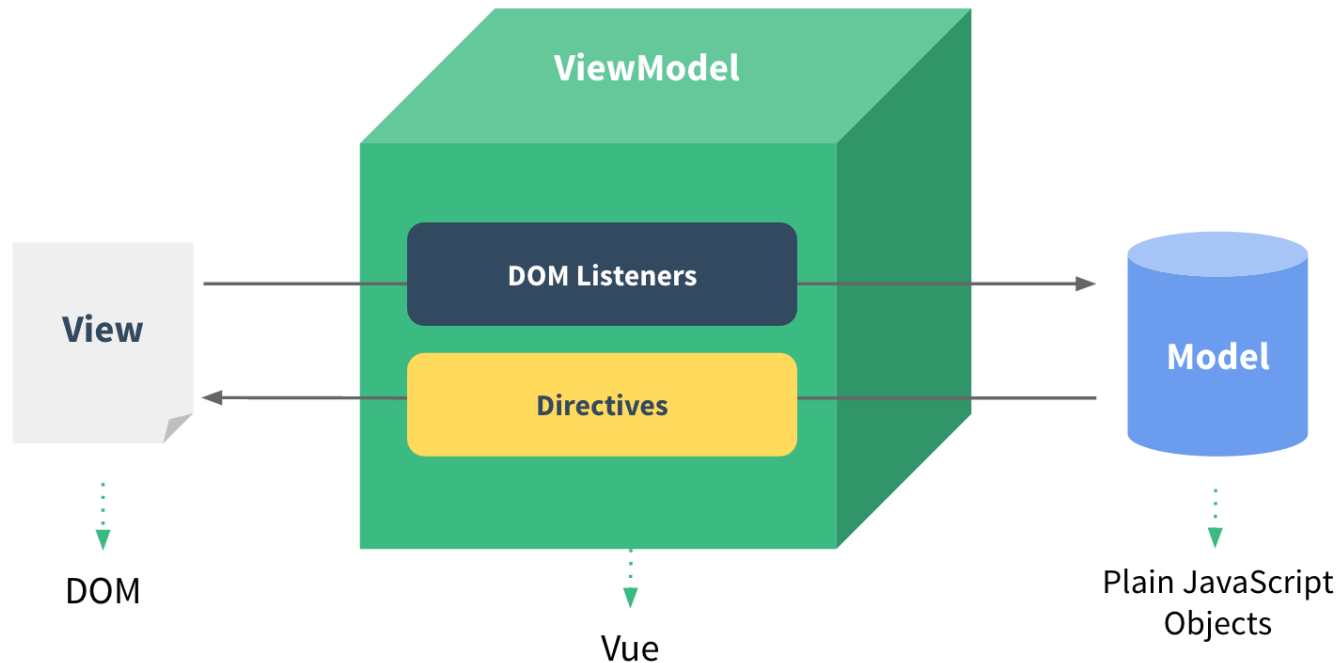 ViewModel
DOM Listeners
View
Model
Directives
DOM
Vue
Plain JavaScript
Objects